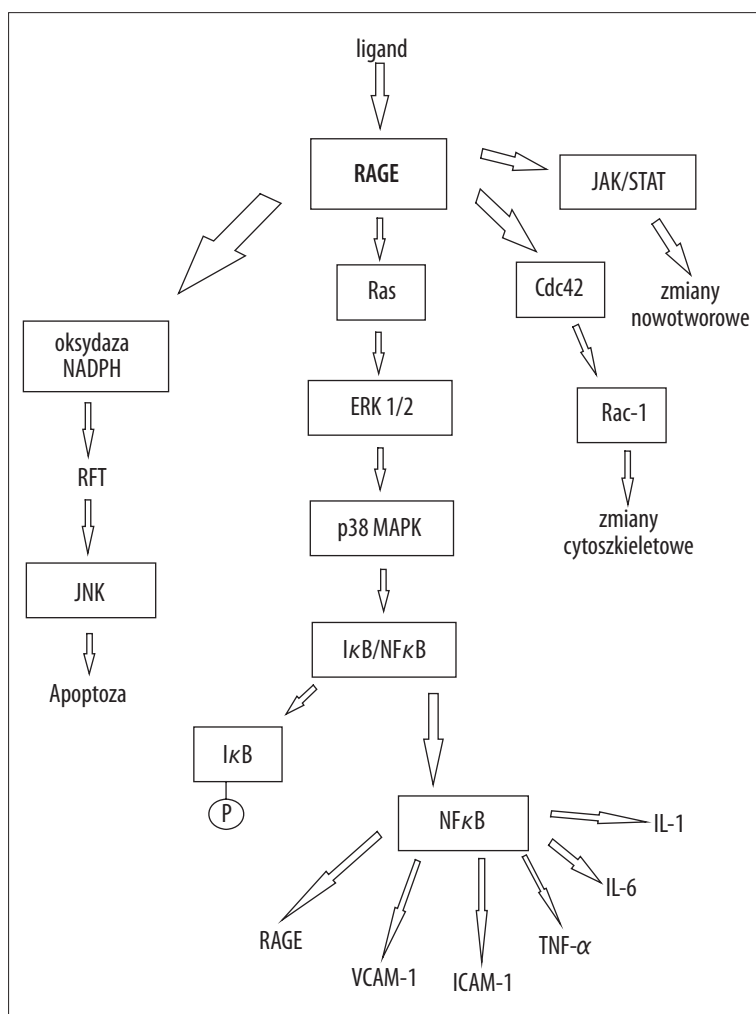 ligand
RAGE
JAK/STAT
Ras
Cdc42
zmiany
nowotworowe
oksydaza
NADPH
ERK 1/2
Rac-1
RFT
p38 MAPK
zmiany
cytoszkieletowe
JNK
IκB/NFκB
Apoptoza
IκB
P
NFκB
IL-1
IL-6
RAGE
TNF-α
VCAM-1
ICAM-1